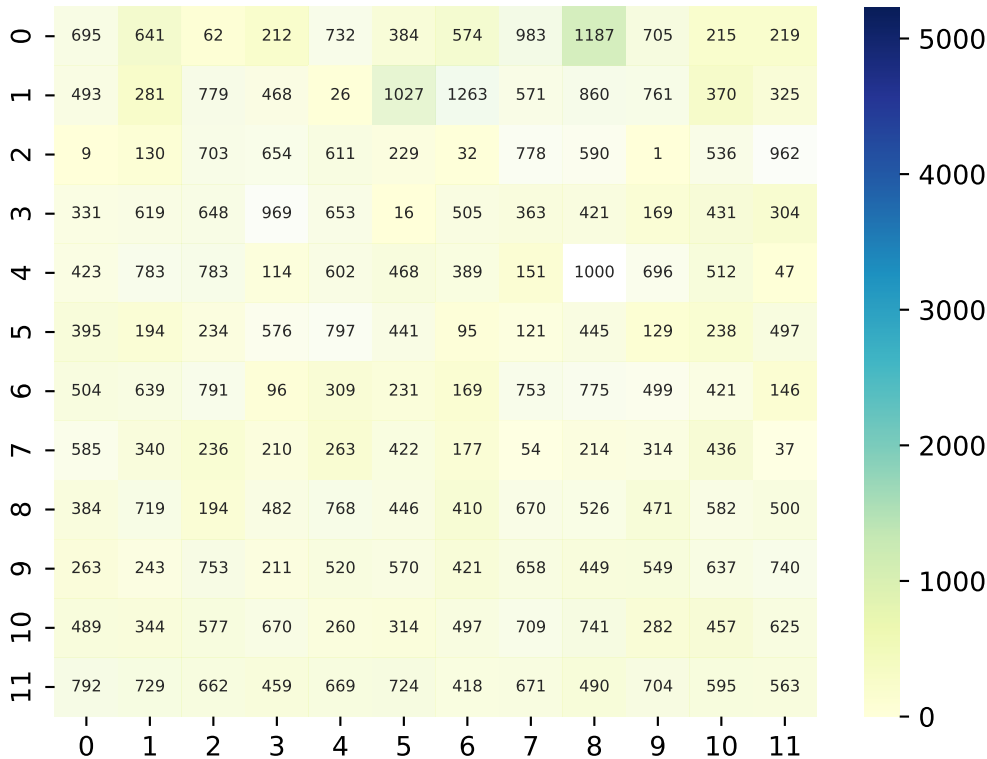 0 695 641 62 212 732 384 574 983 1187 705 215 219
1 493 281 779 468 26 1027 1263 571 860 761 370 325
2 9 130 703 654 611 229 32 778 590 1 536 962
3 331 619 648 969 653 16 505 363 421 169 431 304
4 423 783 783 114 602 468 389 151 1000 696 512 47
5 395 194 234 576 797 441 95 121 445 129 238 497
6 504 639 791 96 309 231 169 753 775 499 421 146
7 585 340 236 210 263 422 177 54 214 314 436 37
8 384 719 194 482 768 446 410 670 526 471 582 500
9 263 243 753 211 520 570 421 658 449 549 637 740
10 489 344 577 670 260 314 497 709 741 282 457 625
11 792 729 662 459 669 724 418 671 490 704 595 563
0 1 2 3 4 5 6 7 8 9 10 11
5000
4000
3000
2000
1000
0